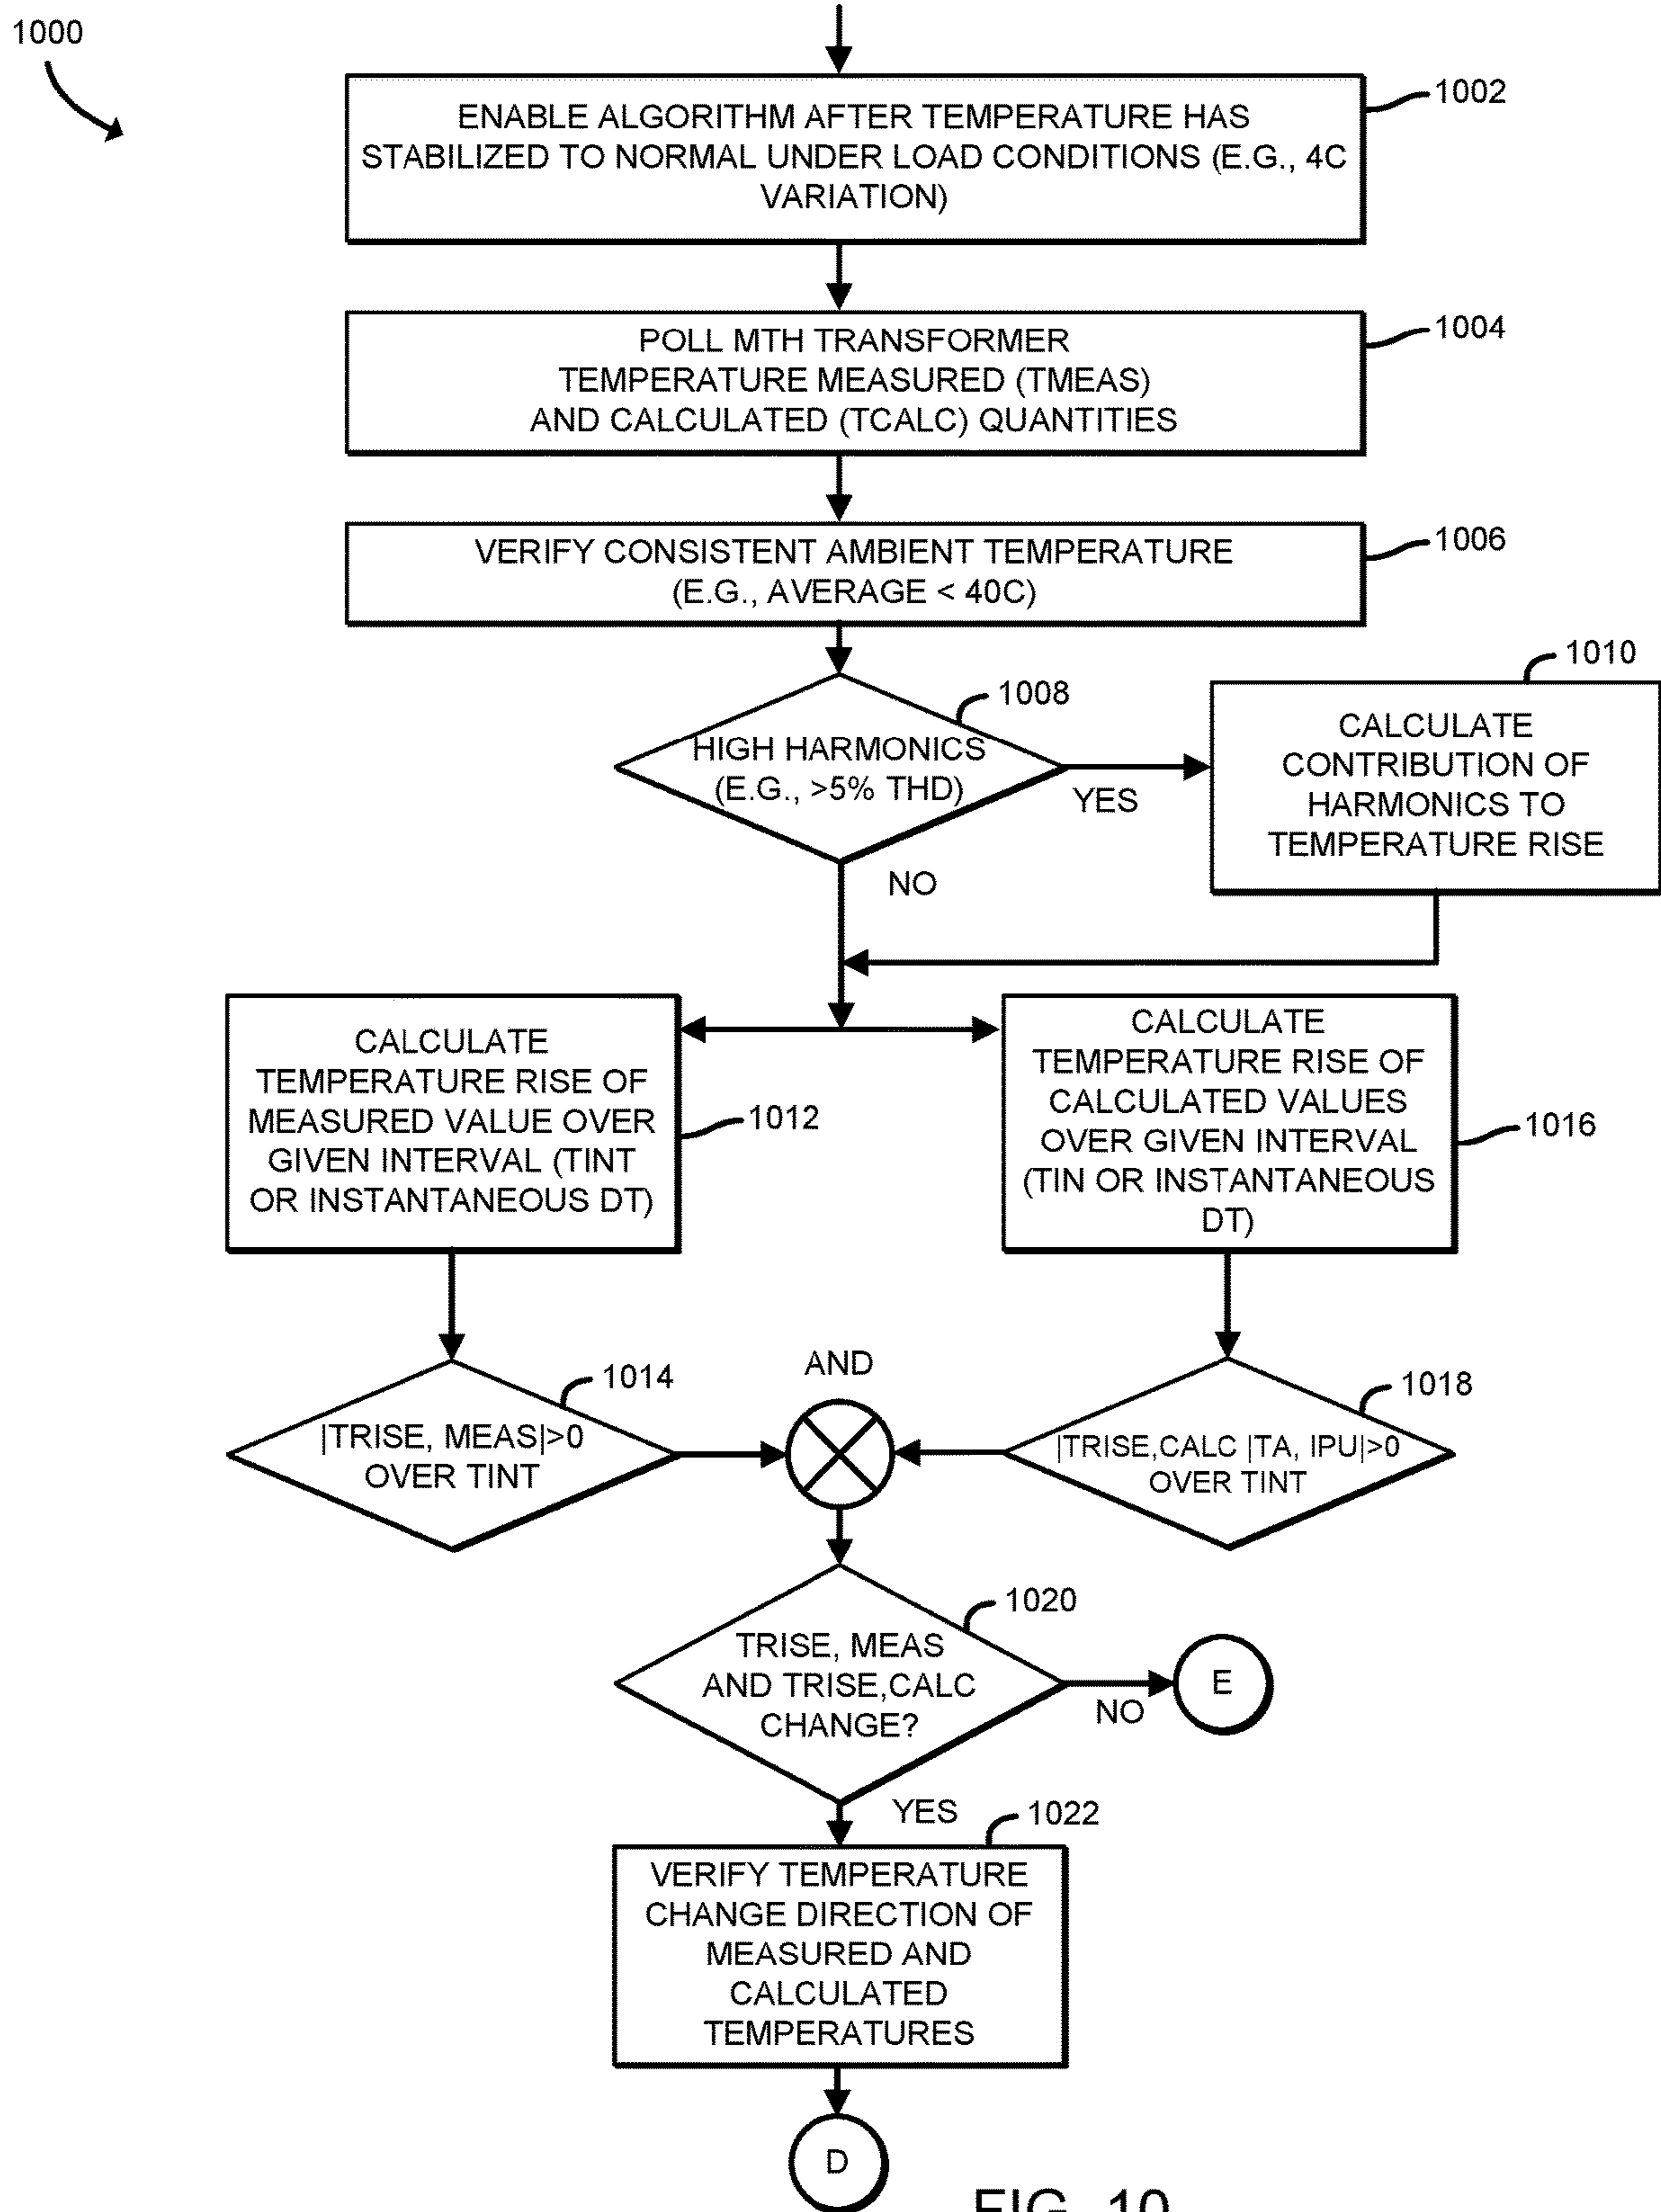 1000
ENABLE ALGORITHM AFTER TEMPERATURE HAS
STABILIZED TO NORMAL UNDER LOAD CONDITIONS (E.G., 4C
VARIATION)
1002
POLL MTH TRANSFORMER
TEMPERATURE MEASURED (TMEAS)
AND CALCULATED (TCALC) QUANTITIES
1004
VERIFY CONSISTENT AMBIENT TEMPERATURE
(E.G., AVERAGE < 40C)
1006
HIGH HARMONICS
(E.G., >5% THD)
1008
YES
NO
CALCULATE
CONTRIBUTION OF
HARMONICS TO
TEMPERATURE RISE
1010
CALCULATE
TEMPERATURE RISE OF
MEASURED VALUE OVER
GIVEN INTERVAL (TINT
OR INSTANTANEOUS DT)
1012
CALCULATE
TEMPERATURE RISE OF
CALCULATED VALUES
OVER GIVEN INTERVAL
(TIN OR INSTANTANEOUS
DT)
1016
|TRISE, MEAS|>0
OVER TINT
1014
AND
|TRISE,CALC |TA, IPU|>0
OVER TINT
1018
TRISE, MEAS
AND TRISE,CALC
CHANGE?
1020
NO
E
YES
VERIFY TEMPERATURE
CHANGE DIRECTION OF
MEASURED AND
CALCULATED
TEMPERATURES
1022
D
FIG. 10